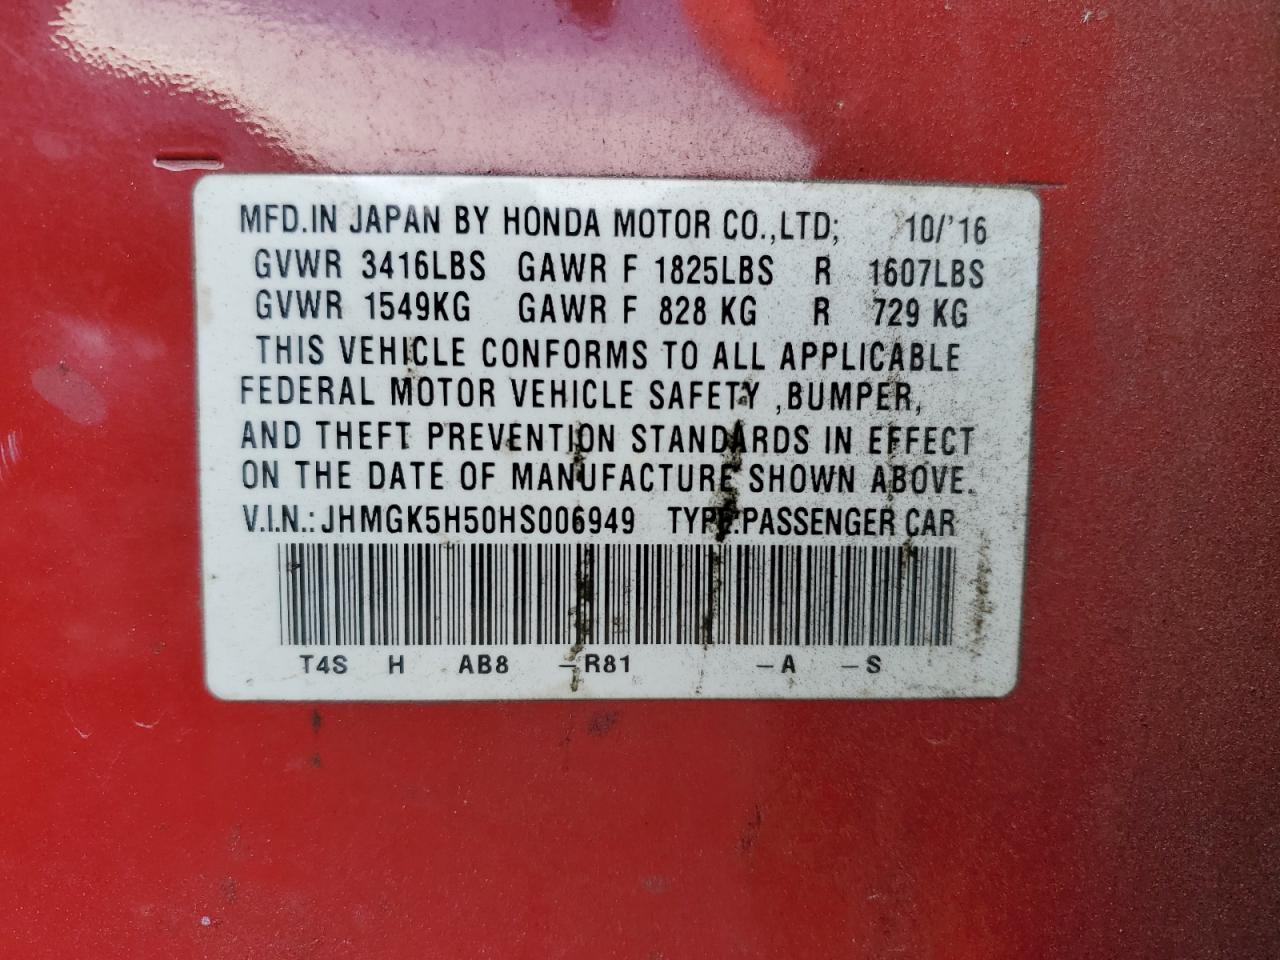 MFD.IN JAPAN BY HONDA MOTOR CO.,LTD; 10/'16
GVWR 3416LBS GAWR F 1825LBS R 1607LBS
GVWR 1549KG GAWR F 828 KG R 729 KG
THIS VEHICLE CONFORMS TO ALL APPLICABLE
FEDERAL MOTOR VEHICLE SAFETY ,BUMPER,
AND THEFT PREVENTION STANDARDS IN EFFECT
ON THE DATE OF MANUFACTURE SHOWN ABOVE.
V.I.N.: JHMGK5H50HS006949 TYPE:PASSENGER CAR
T4S H AB8 –R81 –A –S